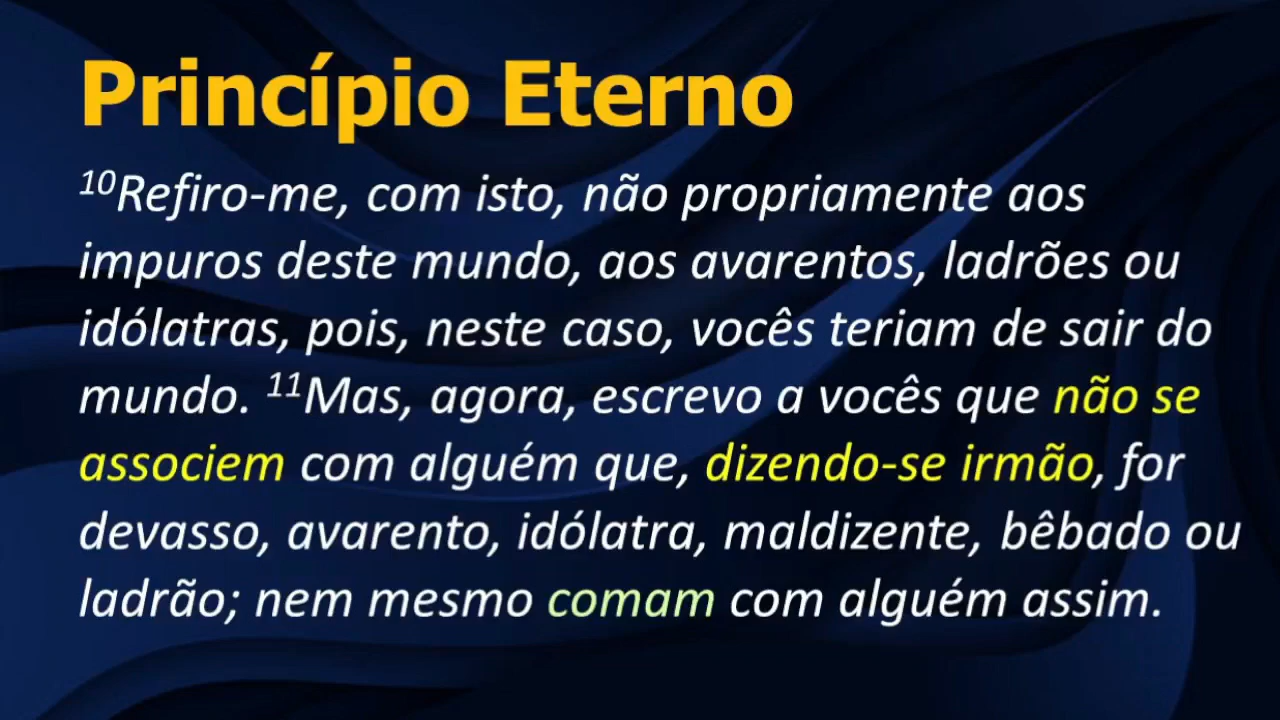 Princípio Eterno
¹⁰Refiro-me, com isto, não propriamente aos
impuros deste mundo, aos avarentos, ladrões ou
idólatras, pois, neste caso, vocês teriam de sair do
mundo. ¹¹Mas, agora, escrevo a vocês que não se
associem com alguém que, dizendo-se irmão, for
devasso, avarento, idólatra, maldizente, bêbado ou
ladrão; nem mesmo comam com alguém assim.